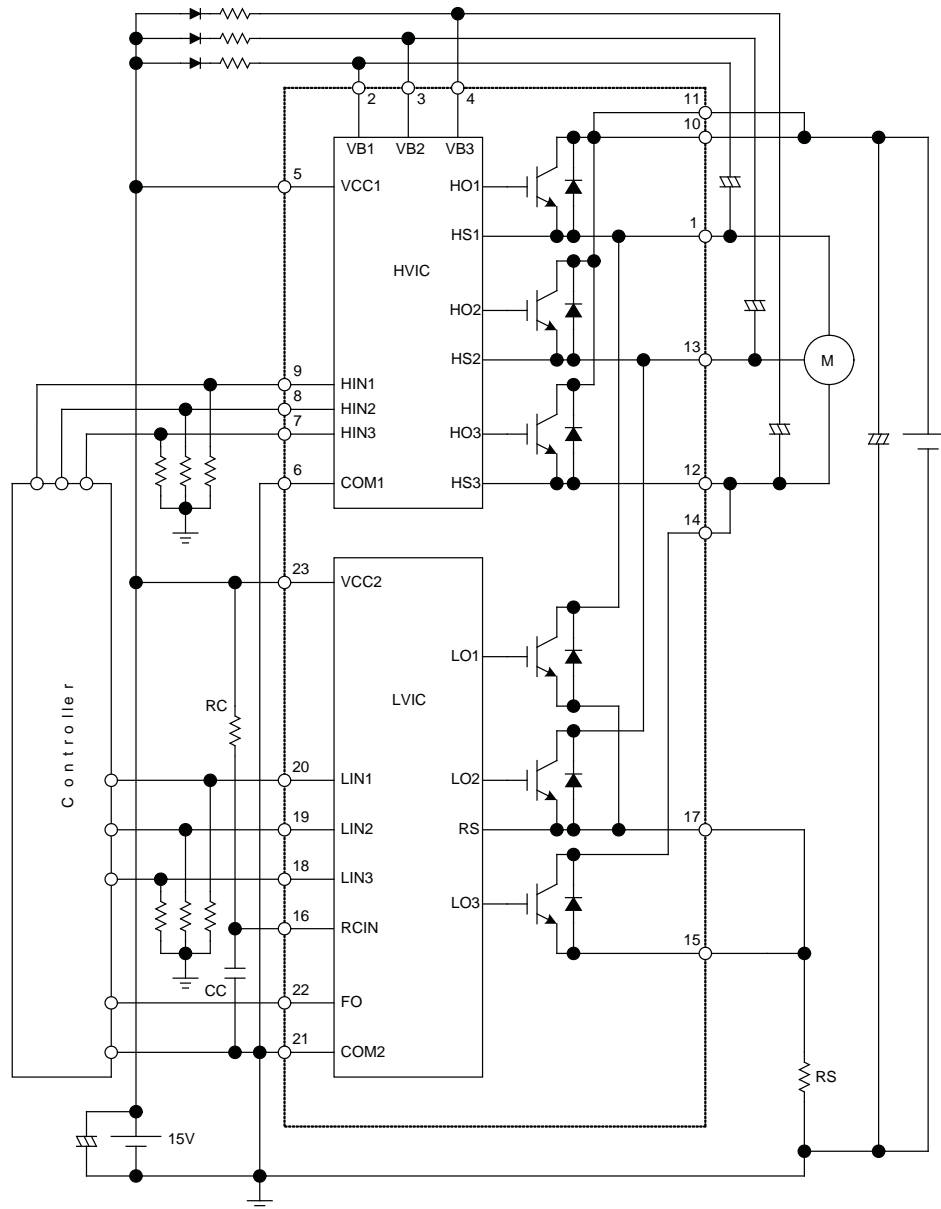 2
3
4
11
10
VB1
VB2
VB3
5
VCC1
HO1
1
HS1
HVIC
HO2
M
13
HS2
9
HIN1
8
HIN2
7
HIN3
HO3
6
COM1
12
HS3
14
23
VCC2
LO1
RC
LVIC
Controller
20
LIN1
LO2
19
LIN2
RS
17
18
LIN3
LO3
16
RCIN
15
CC
22
FO
21
COM2
RS
15V